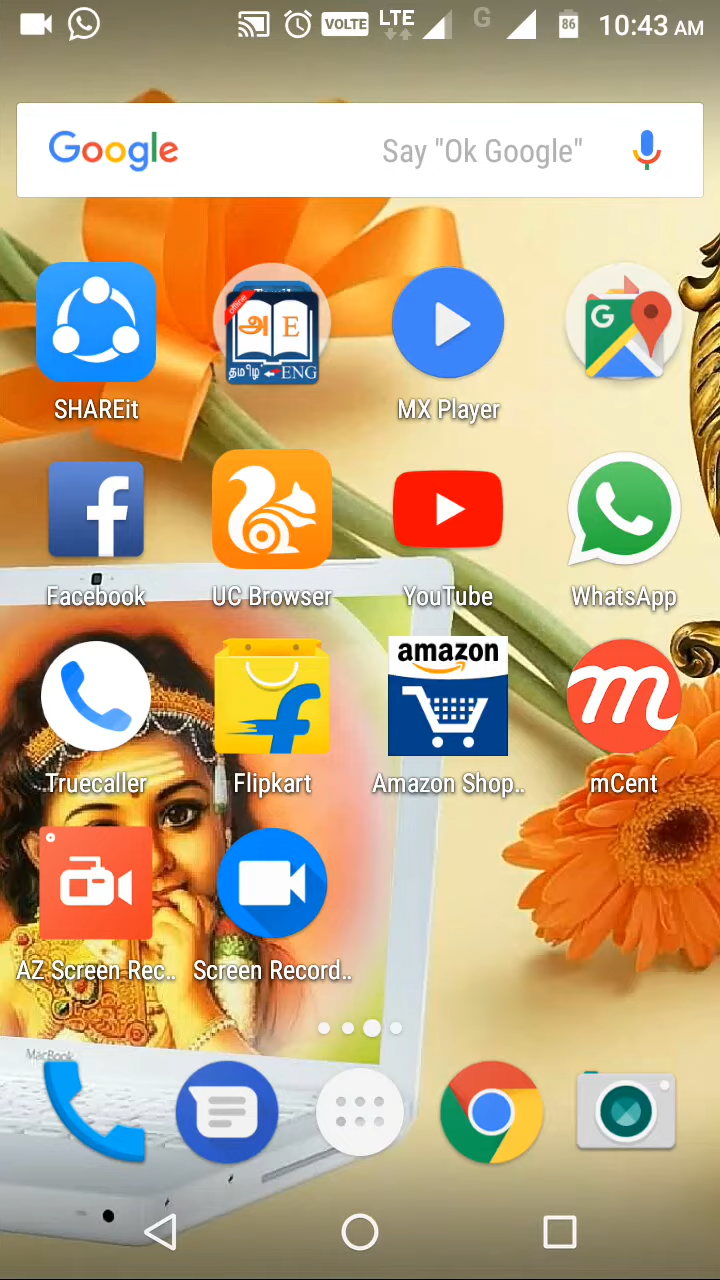 VOLTE
LTE
G
86
10:43 AM
Google
Say "Ok Google"
offline
அ E
தமிழ் ENG
G
SHAREit
MX Player
f
Facebook
UC Browser
YouTube
WhatsApp
f
amazon
m
Truecaller
Flipkart
Amazon Shop..
mCent
AZ Screen Rec..
Screen Record..
MacBook